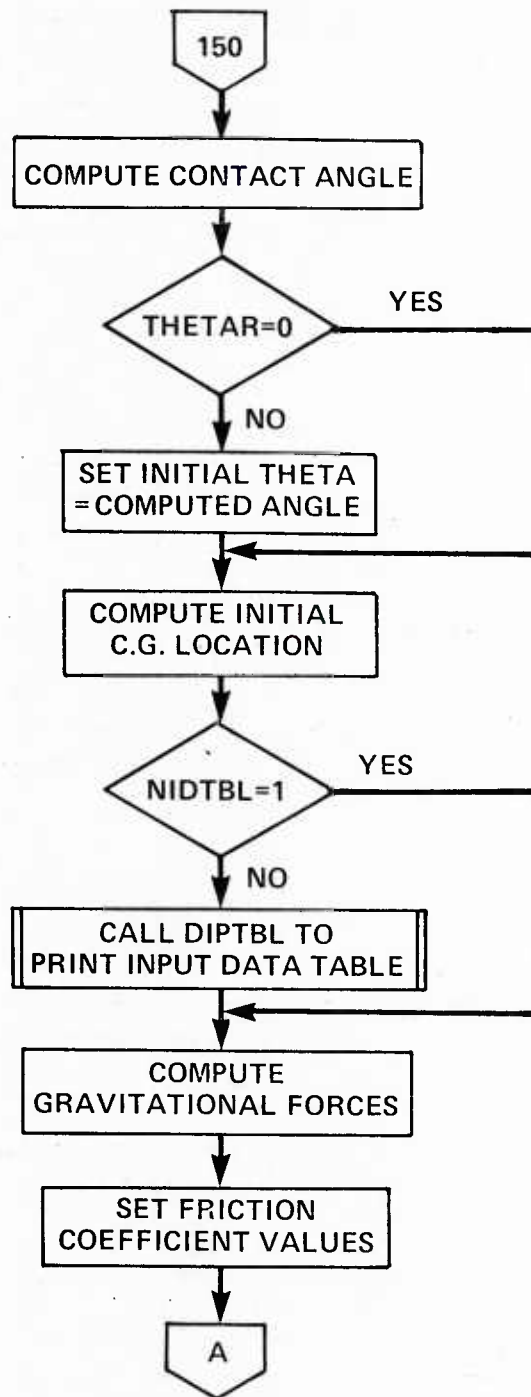 150
COMPUTE CONTACT ANGLE
THETAR=0
YES
NO
SET INITIAL THETA
=COMPUTED ANGLE
COMPUTE INITIAL
C.G. LOCATION
NIDTBL=1
YES
NO
CALL DIPTBL TO
PRINT INPUT DATA TABLE
COMPUTE
GRAVITATIONAL FORCES
SET FRICTION
COEFFICIENT VALUES
A